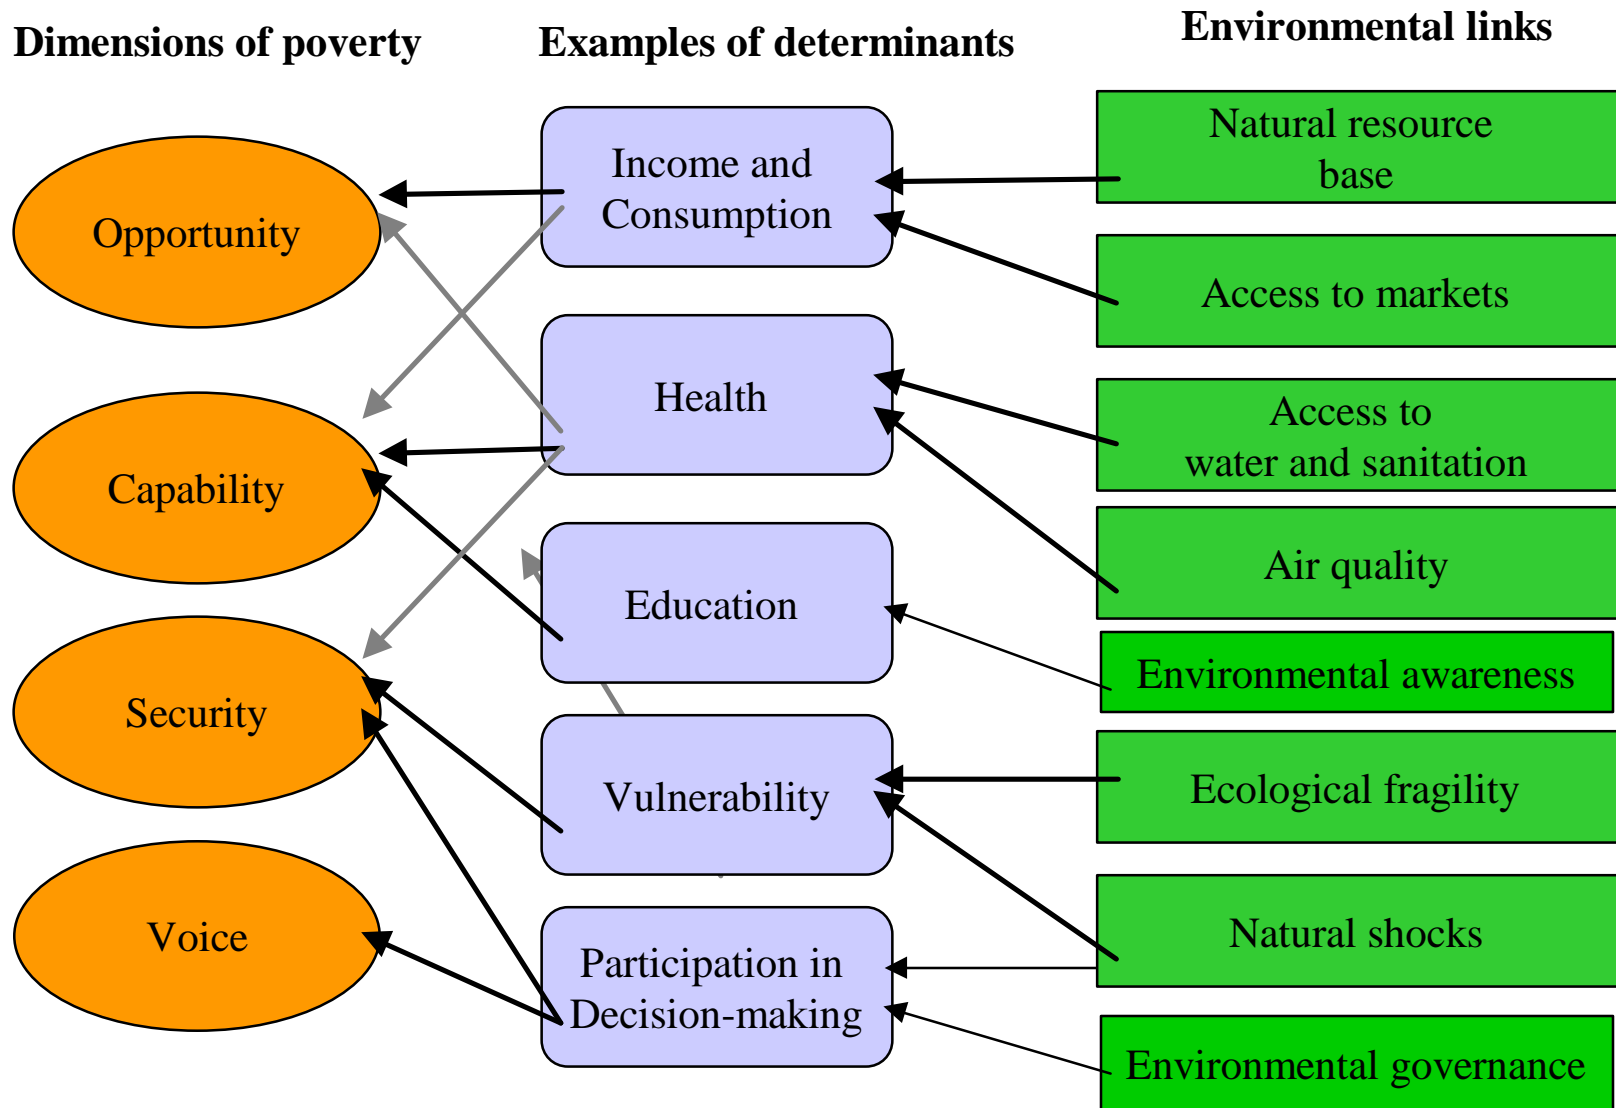 Dimensions of poverty
Examples of determinants
Environmental links
Opportunity
Capability
Security
Voice
Income and
Consumption
Health
Education
Vulnerability
Participation in
Decision-making
Natural resource
base
Access to markets
Access to
water and sanitation
Air quality
Environmental awareness
Ecological fragility
Natural shocks
Environmental governance